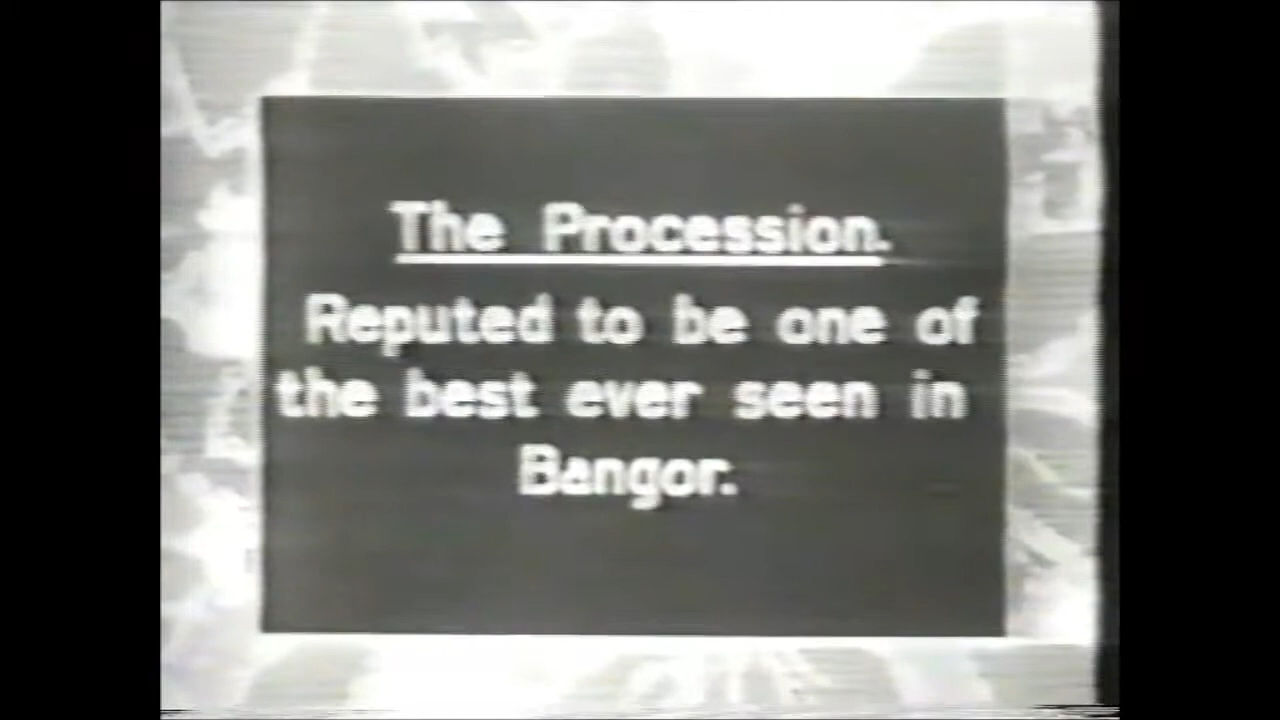 The Procession.
Reputed to be one of
the best ever seen in
Bangor.